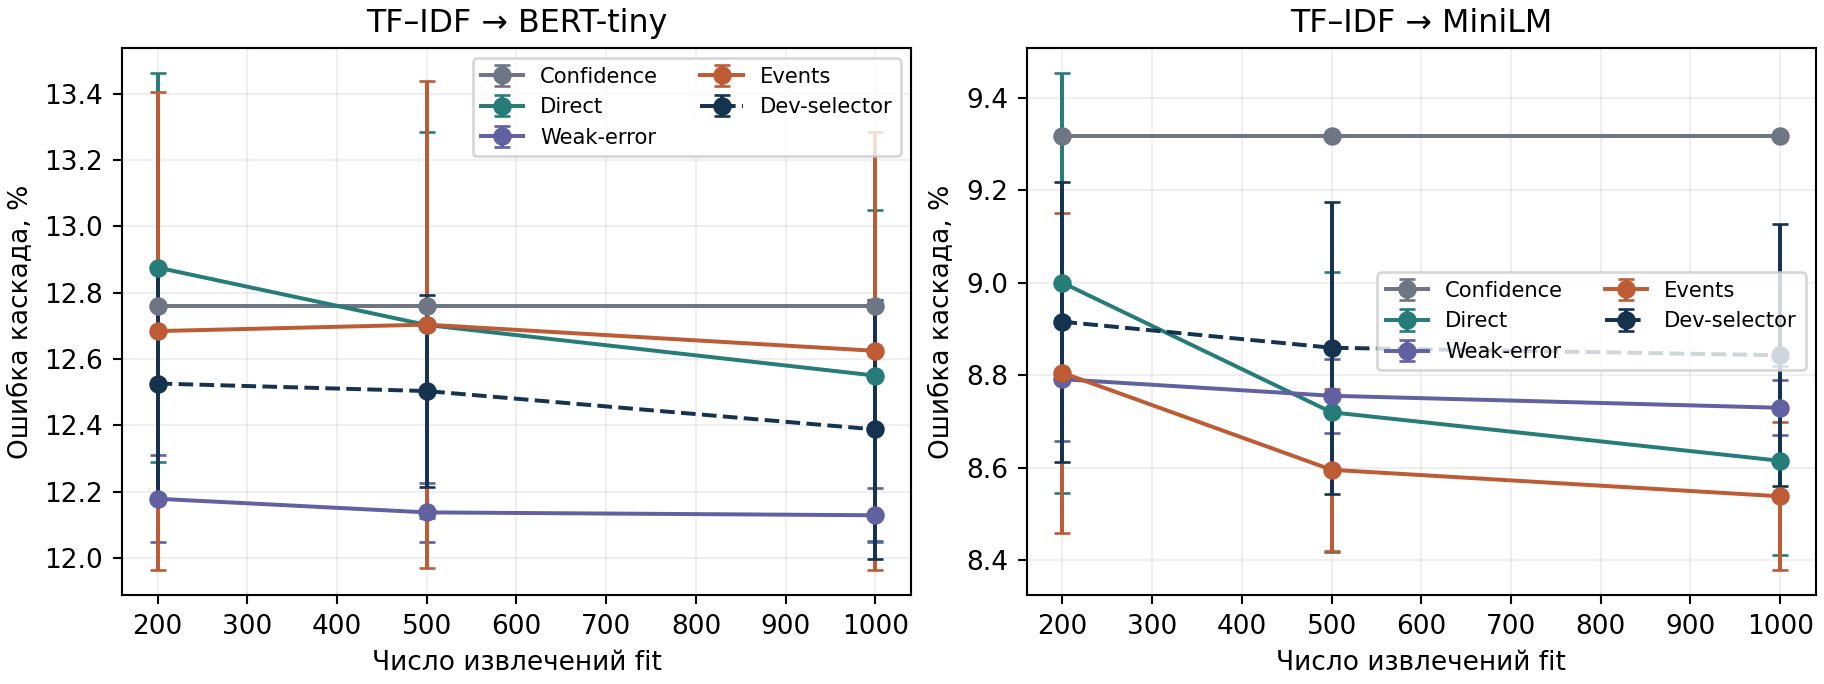 TF–IDF → BERT-tiny
13.4
13.2
13.0
12.8
12.6
12.4
12.2
12.0
Ошибка каскада, %
Confidence
Direct
Weak-error
Events
Dev-selector
200 300 400 500 600 700 800 900 1000
Число извлечений fit
TF–IDF → MiniLM
9.4
9.2
9.0
8.8
8.6
8.4
Ошибка каскада, %
Confidence
Direct
Weak-error
Events
Dev-selector
200 300 400 500 600 700 800 900 1000
Число извлечений fit